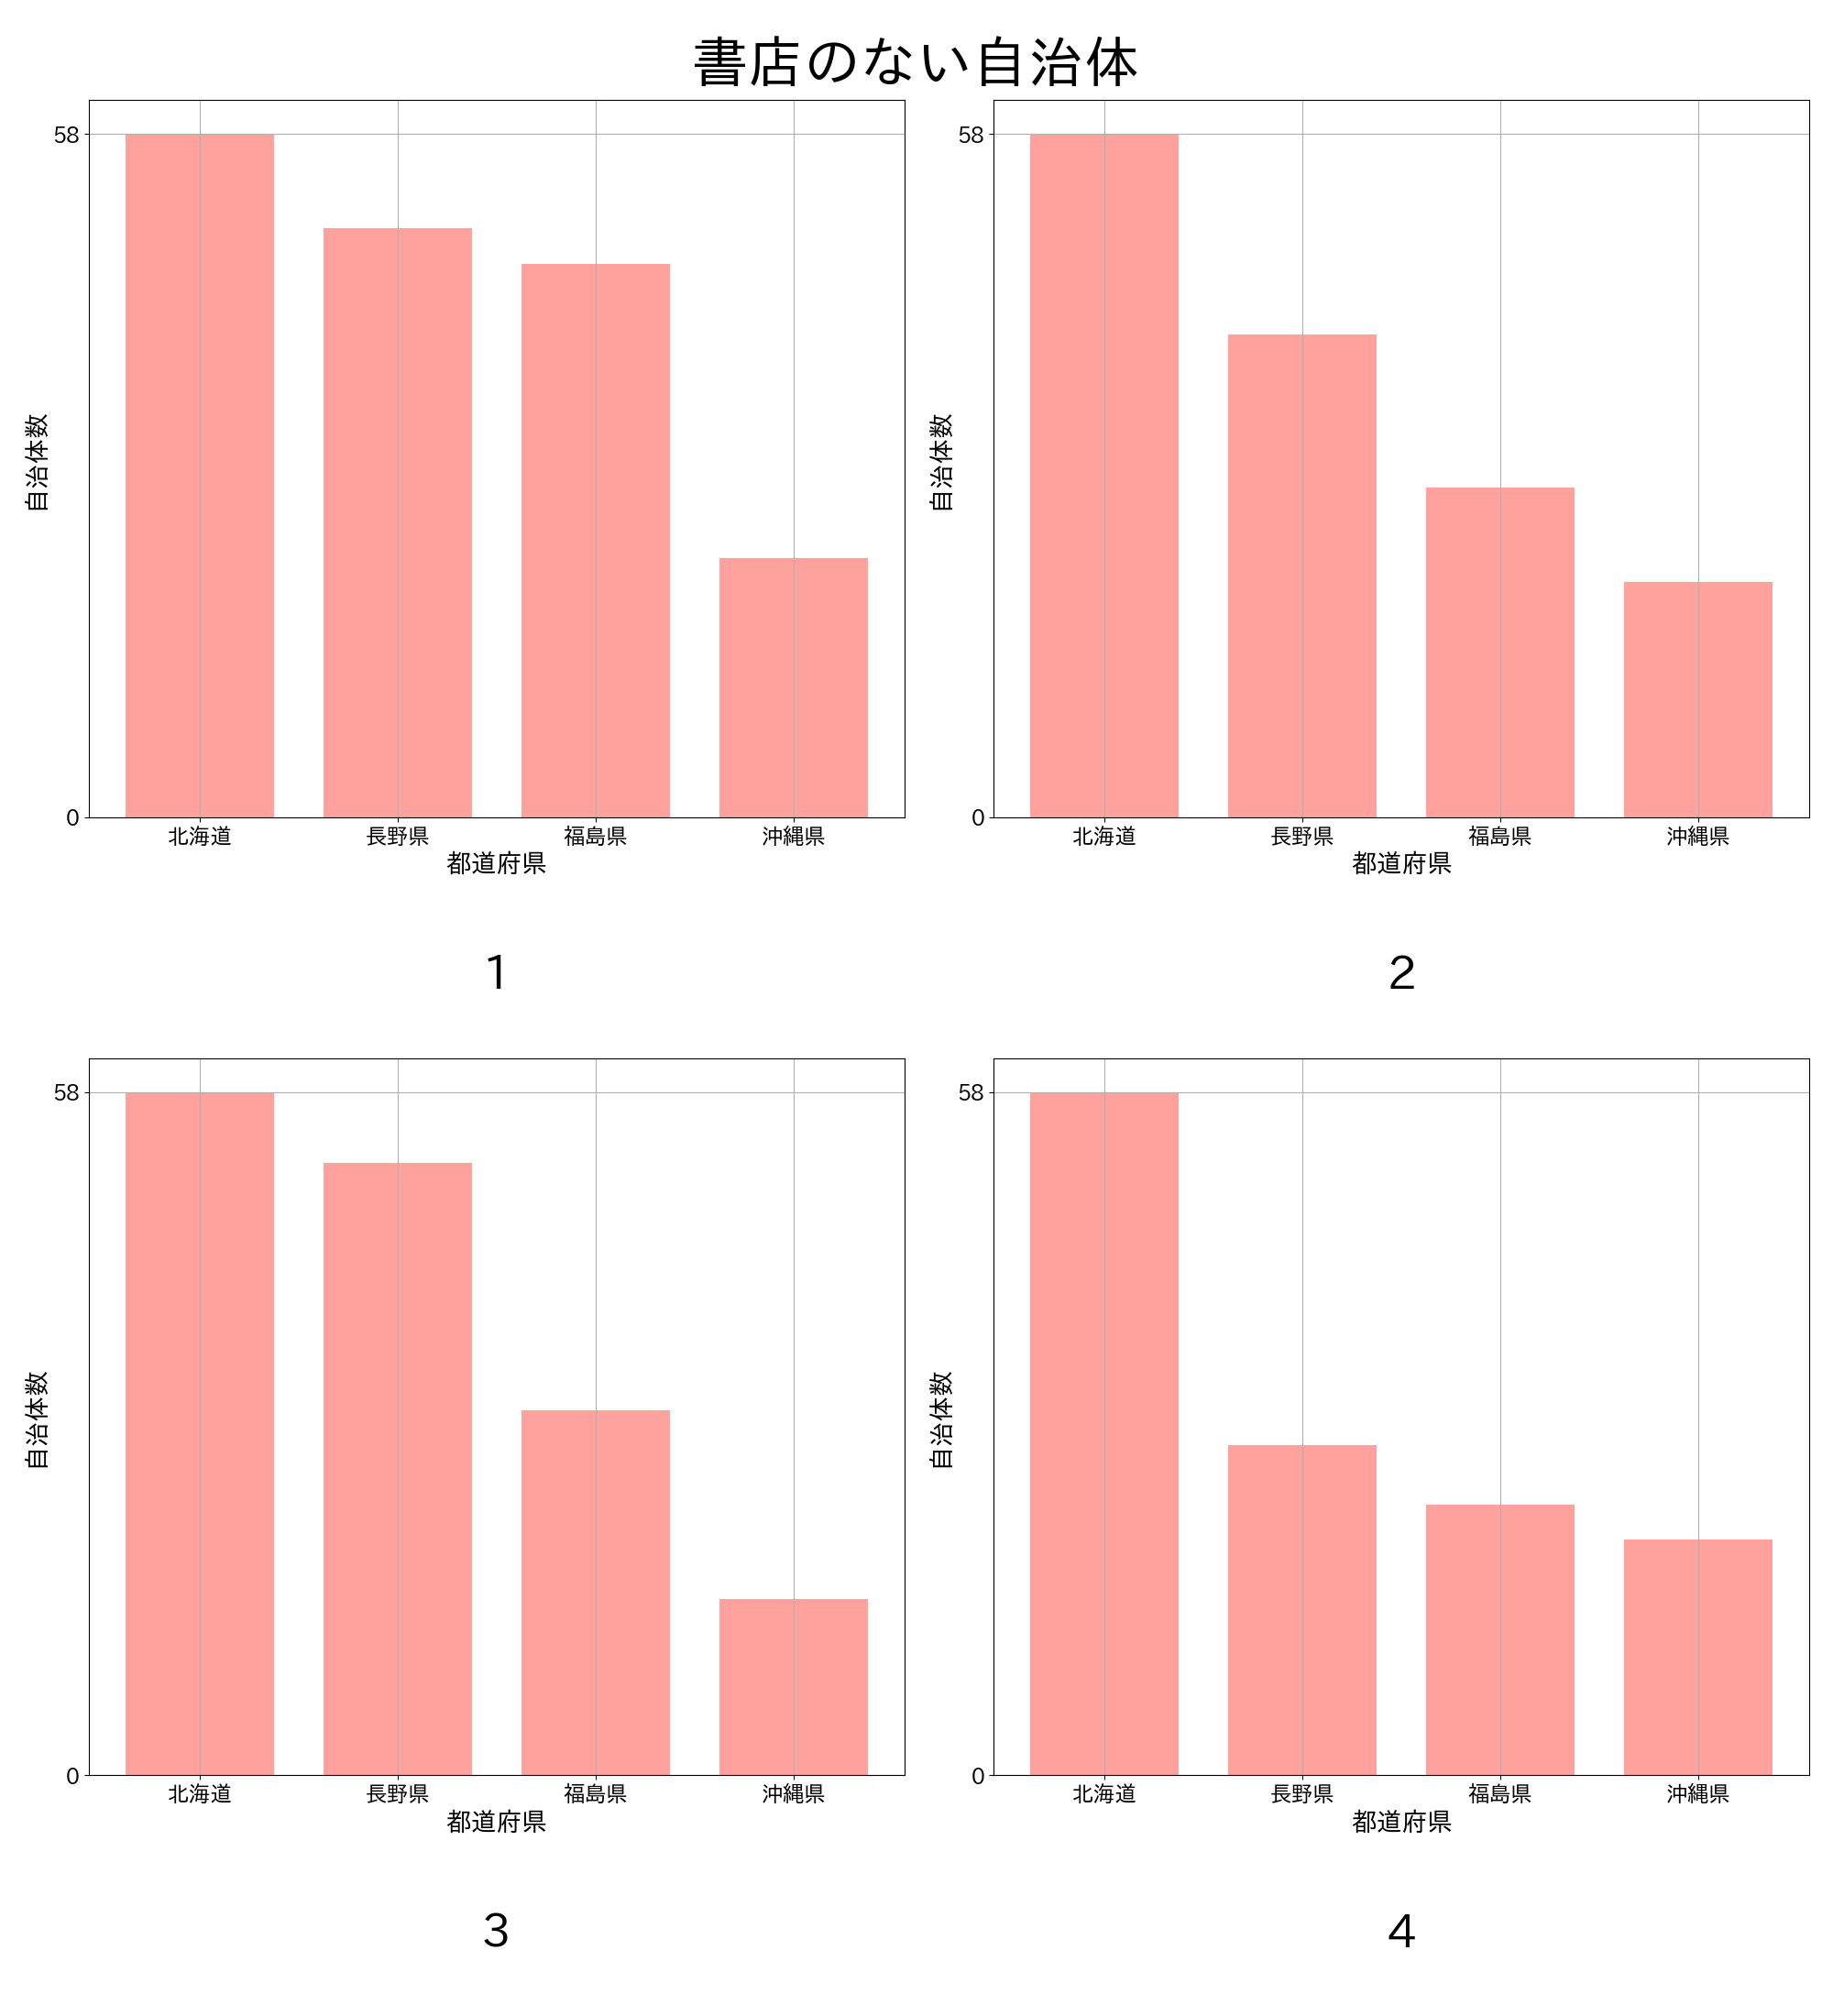 書店のない自治体
58
0
自治体数
北海道 長野県 福島県 沖縄県
都道府県
1
58
0
自治体数
北海道 長野県 福島県 沖縄県
都道府県
2
58
0
自治体数
北海道 長野県 福島県 沖縄県
都道府県
3
58
0
自治体数
北海道 長野県 福島県 沖縄県
都道府県
4